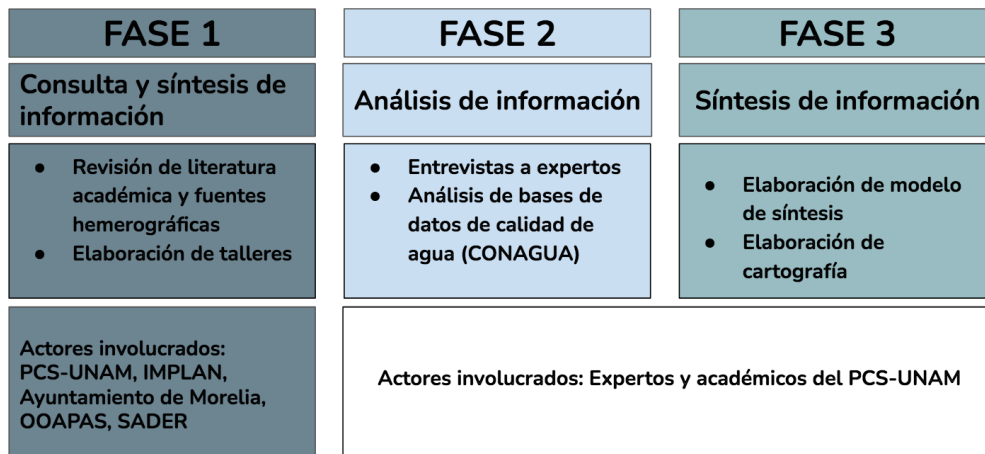 FASE 1
FASE 2
FASE 3
Consulta y síntesis de
información
Análisis de información
Síntesis de información
● Revisión de literatura
académica y fuentes
hemerográficas
● Elaboración de talleres
● Entrevistas a expertos
● Análisis de bases de
datos de calidad de
agua (CONAGUA)
● Elaboración de modelo
de síntesis
● Elaboración de
cartografía
Actores involucrados:
PCS-UNAM, IMPLAN,
Ayuntamiento de Morelia,
OOAPAS, SADER
Actores involucrados: Expertos y académicos del PCS-UNAM